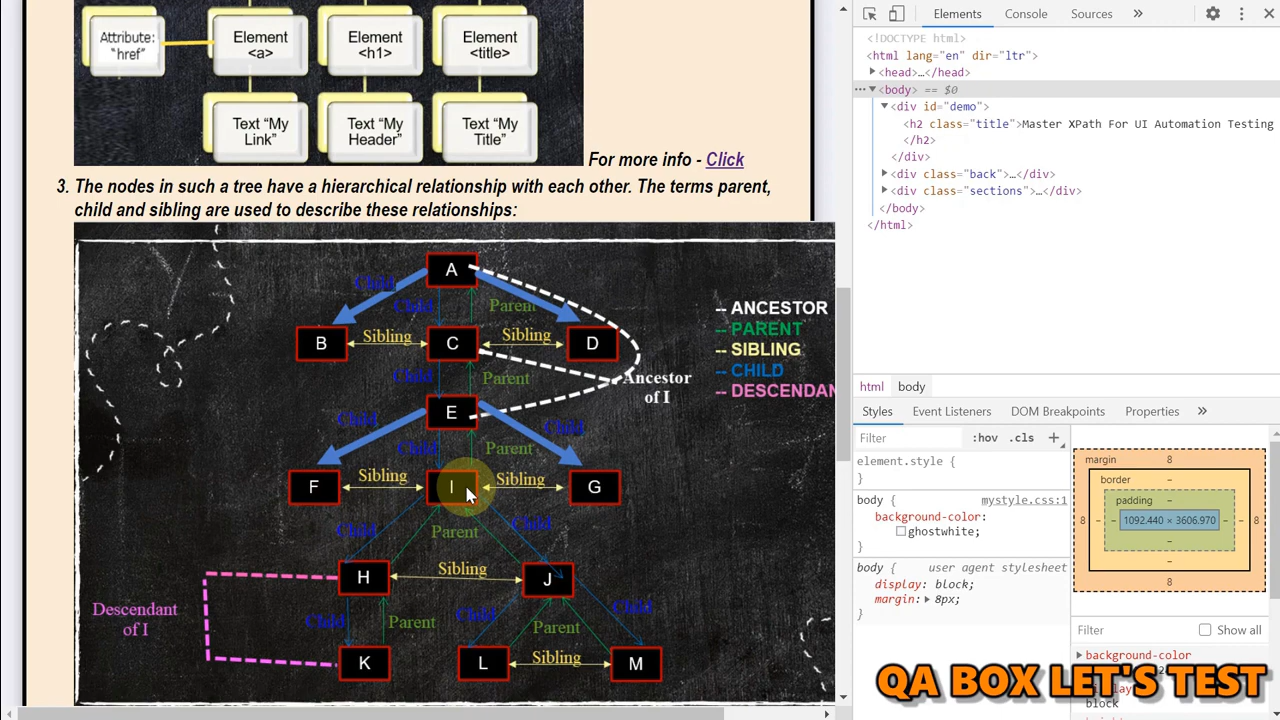 Attribute:
"href"
Element
<a>
Element
<h1>
Element
<title>
Text "My
Link"
Text "My
Header"
Text "My
Title"
For more info - Click
3. The nodes in such a tree have a hierarchical relationship with each other. The terms parent,
child and sibling are used to describe these relationships:
A
Child
Child
Parent
B
Sibling
C
Sibling
D
Child
Parent
Ancestor
of I
E
Child
Child
Parent
Child
F
Sibling
I
Sibling
G
Child
Parent
Child
H
Sibling
J
Descendant
of I
Child
Parent
Child
Parent
Child
K
L
Sibling
M
-- ANCESTOR
-- PARENT
-- SIBLING
-- CHILD
-- DESCENDAN
Elements Console Sources »
<!DOCTYPE html>
<html lang="en" dir="ltr">
<head>…</head>
<body> == $0
<div id="demo">
<h2 class="title">Master XPath For UI Automation Testing
</h2>
</div>
<div class="back">…</div>
<div class="sections">…</div>
</body>
</html>
html body
Styles Event Listeners DOM Breakpoints Properties »
Filter :hov .cls +
element.style {
}
body { mystyle.css:1
background-color:
ghostwhite;
}
body { user agent stylesheet
display: block;
margin: 8px;
}
margin 8
border –
padding –
8 – – 1092.440 × 3606.970 – – 8
–
–
8
Filter Show all
background-color
block
QA BOX LET'S TEST